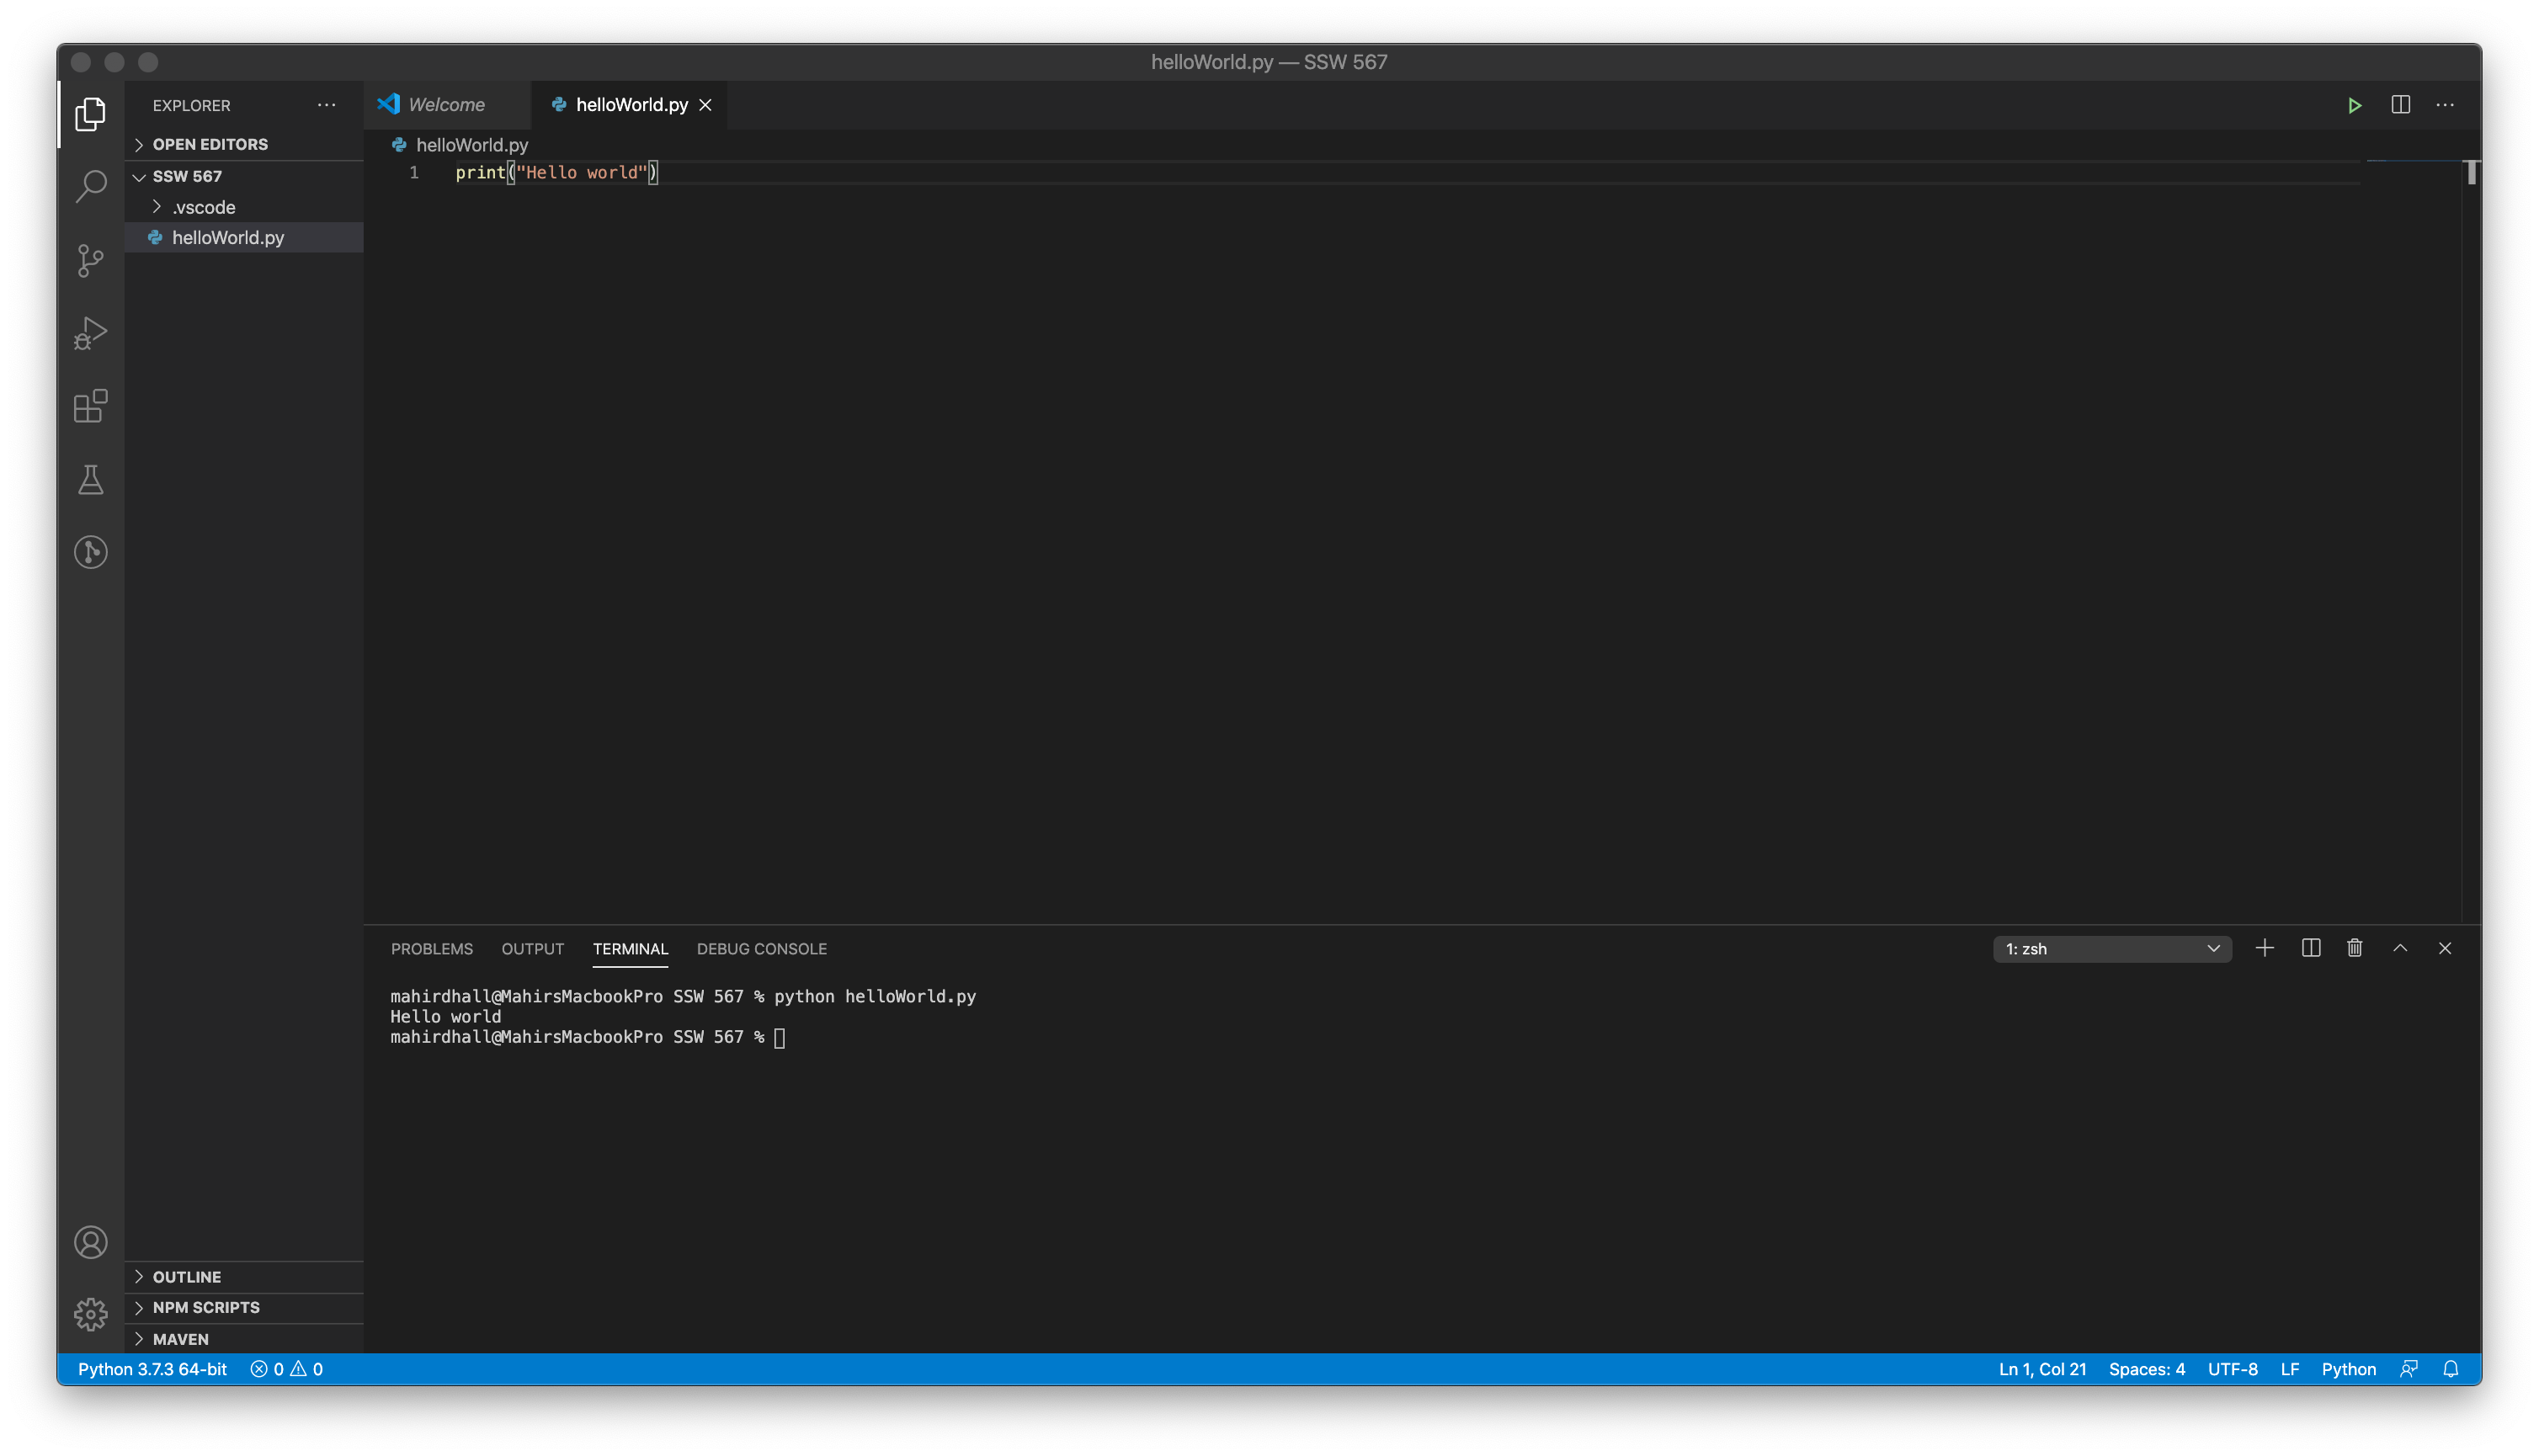 helloWorld.py — SSW 567
EXPLORER
OPEN EDITORS
SSW 567
.vscode
helloWorld.py
OUTLINE
NPM SCRIPTS
MAVEN
Welcome
helloWorld.py
helloWorld.py
1 print("Hello world")
PROBLEMS OUTPUT TERMINAL DEBUG CONSOLE
1: zsh
mahirdhall@MahirsMacbookPro SSW 567 % python helloWorld.py
Hello world
mahirdhall@MahirsMacbookPro SSW 567 %
Python 3.7.3 64-bit 0 0
Ln 1, Col 21 Spaces: 4 UTF-8 LF Python